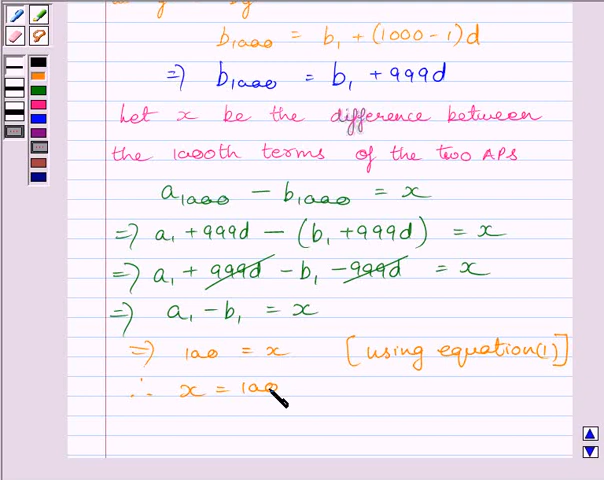 b₁₀₀₀ = b₁ + (1000 - 1)d
⇒ b₁₀₀₀ = b₁ + 999d
Let x be the difference between
the 1000th terms of the two APs
a₁₀₀₀ - b₁₀₀₀ = x
⇒ a₁ + 999d - (b₁ + 999d) = x
⇒ a₁ + 999d - b₁ - 999d = x
⇒ a₁ - b₁ = x
⇒ 100 = x [using equation(1)]
∴ x = 100